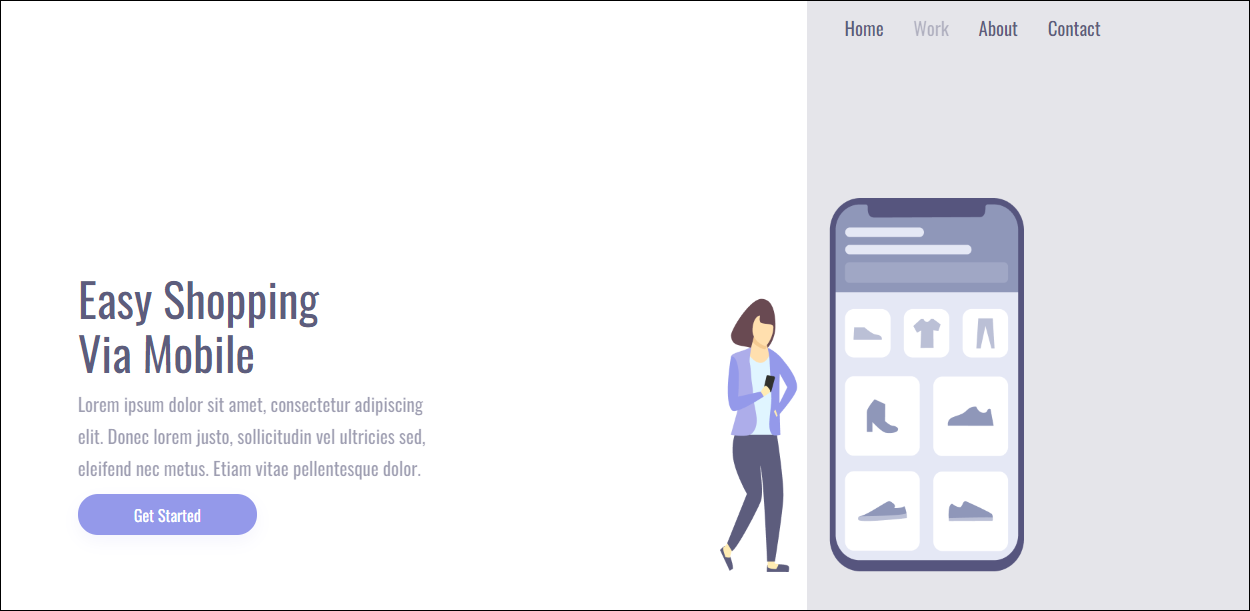 Home Work About Contact
Easy Shopping
Via Mobile
Lorem ipsum dolor sit amet, consectetur adipiscing
elit. Donec lorem justo, sollicitudin vel ultricies sed,
eleifend nec metus. Etiam vitae pellentesque dolor.
Get Started